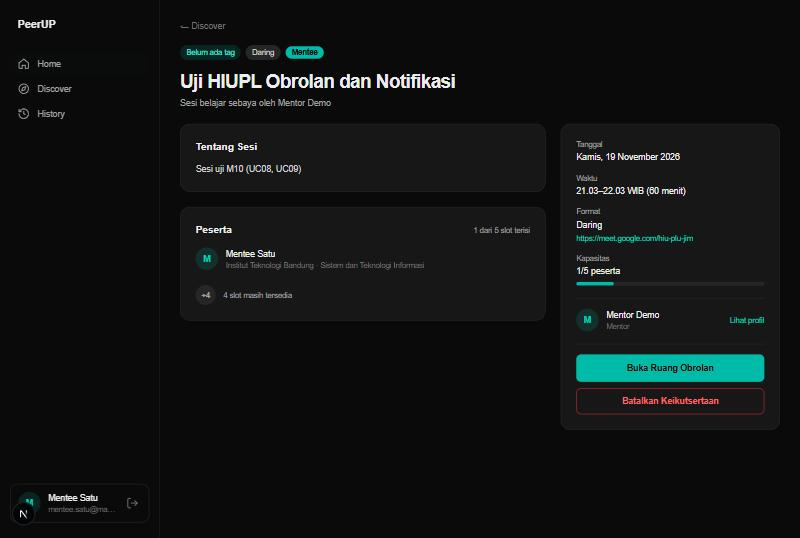 PeerUP
Home
Discover
History
Discover
Belum ada tag
Daring
Mentee
Uji HIUPL Obrolan dan Notifikasi
Sesi belajar sebaya oleh Mentor Demo
Tentang Sesi
Sesi uji M10 (UC08, UC09)
Peserta
1 dari 5 slot terisi
M
Mentee Satu
Institut Teknologi Bandung · Sistem dan Teknologi Informasi
+4
4 slot masih tersedia
Tanggal
Kamis, 19 November 2026
Waktu
21.03–22.03 WIB (60 menit)
Format
Daring
https://meet.google.com/hiu-plu-jim
Kapasitas
1/5 peserta
M
Mentor Demo
Mentor
Lihat profil
Buka Ruang Obrolan
Batalkan Keikutsertaan
M
Mentee Satu
mentee.satu@ma...
N